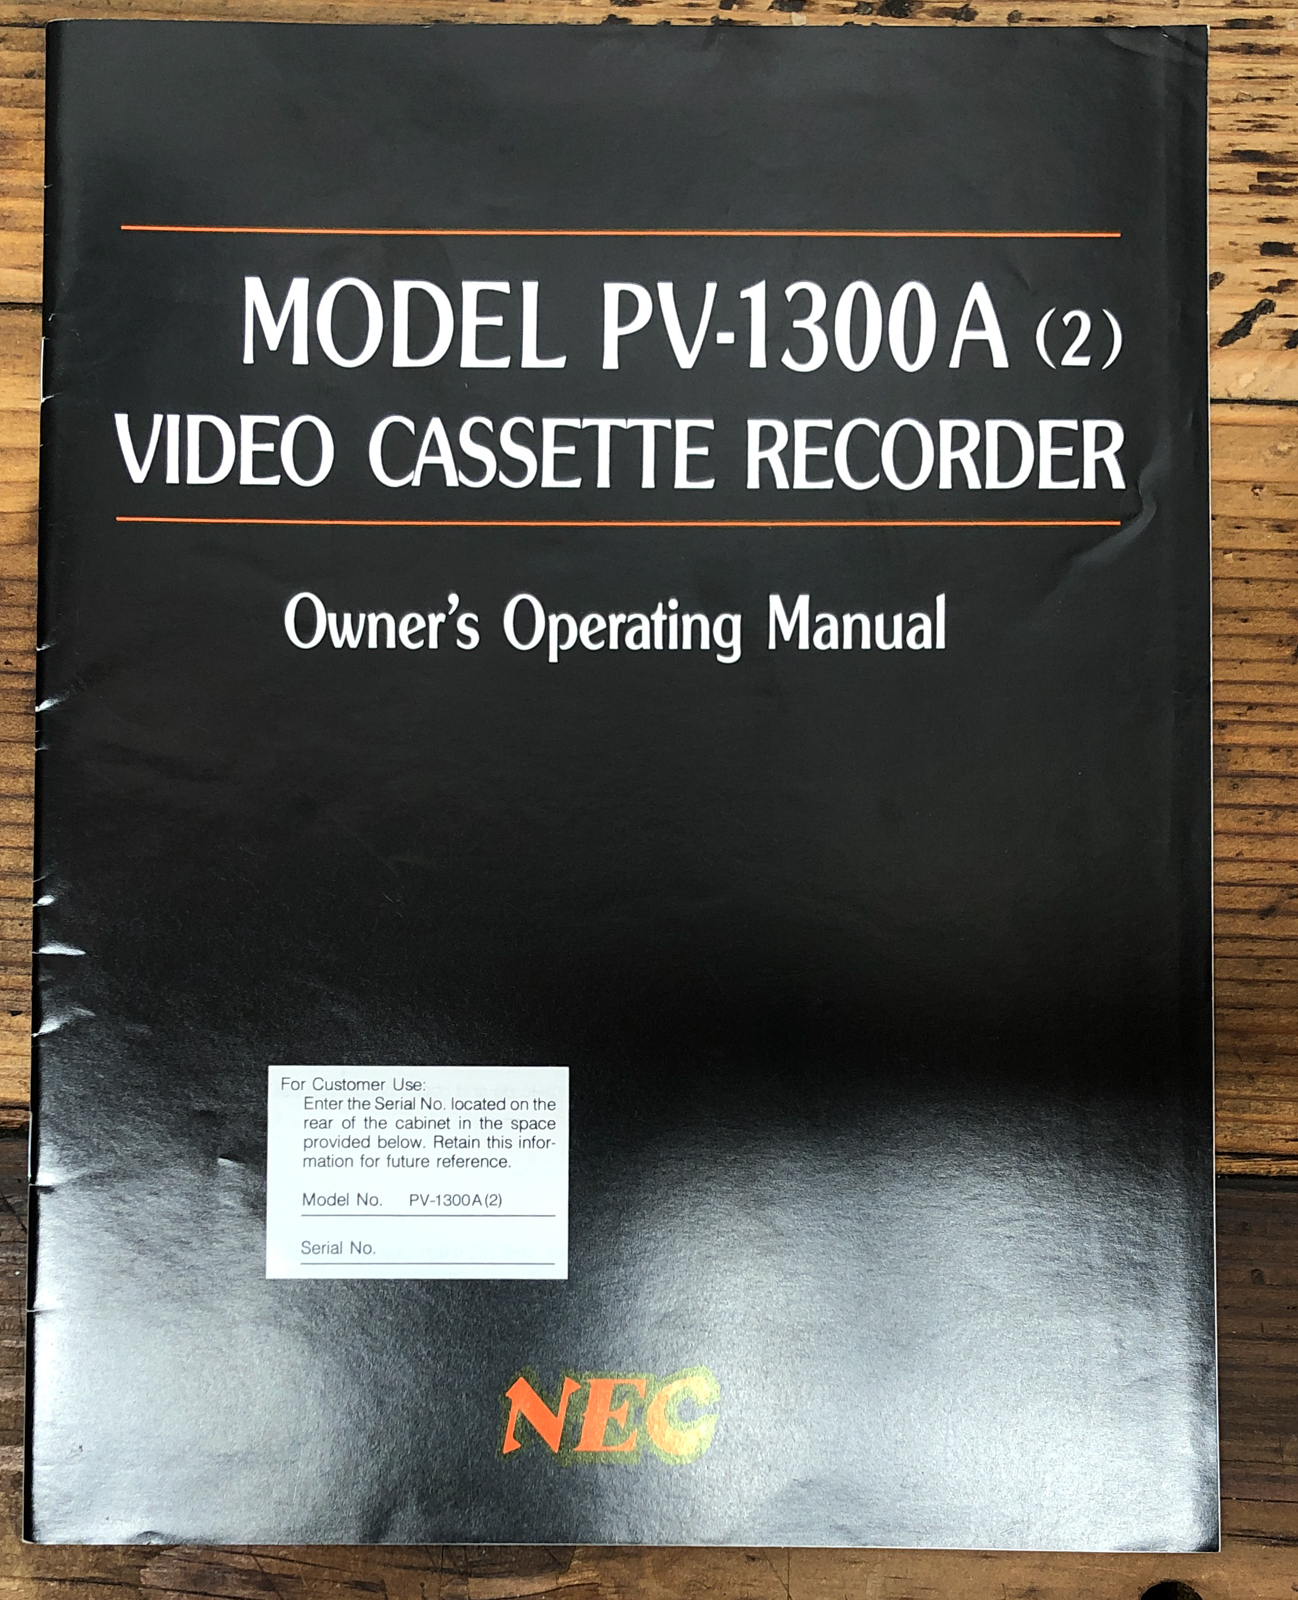 MODEL PV-1300A (2)
VIDEO CASSETTE RECORDER
Owner's Operating Manual
For Customer Use:
Enter the Serial No. located on the
rear of the cabinet in the space
provided below. Retain this infor-
mation for future reference.
Model No. PV-1300A(2)
Serial No.
NEC